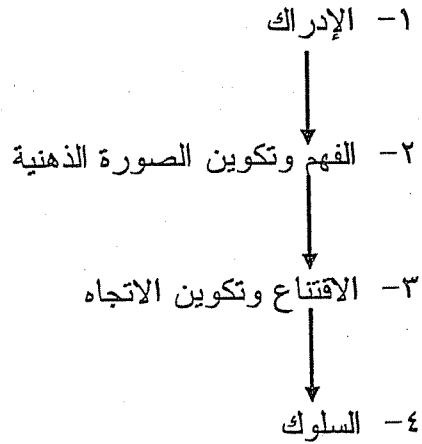 ١- الإدراك
٢- الفهم وتكوين الصورة الذهنية
٣- الاقتناع وتكوين الاتجاه
٤- السلوك